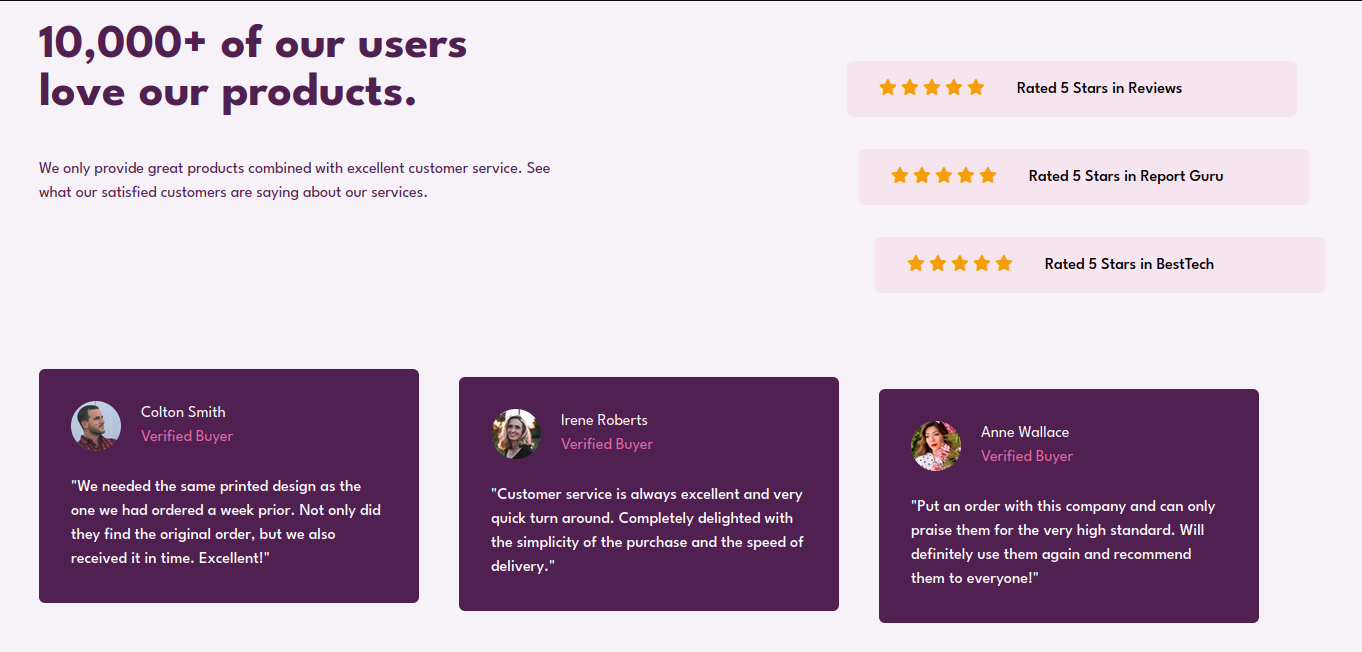 10,000+ of our users
love our products.
We only provide great products combined with excellent customer service. See
what our satisfied customers are saying about our services.
Rated 5 Stars in Reviews
Rated 5 Stars in Report Guru
Rated 5 Stars in BestTech
Colton Smith
Verified Buyer
"We needed the same printed design as the
one we had ordered a week prior. Not only did
they find the original order, but we also
received it in time. Excellent!"
Irene Roberts
Verified Buyer
"Customer service is always excellent and very
quick turn around. Completely delighted with
the simplicity of the purchase and the speed of
delivery."
Anne Wallace
Verified Buyer
"Put an order with this company and can only
praise them for the very high standard. Will
definitely use them again and recommend
them to everyone!"